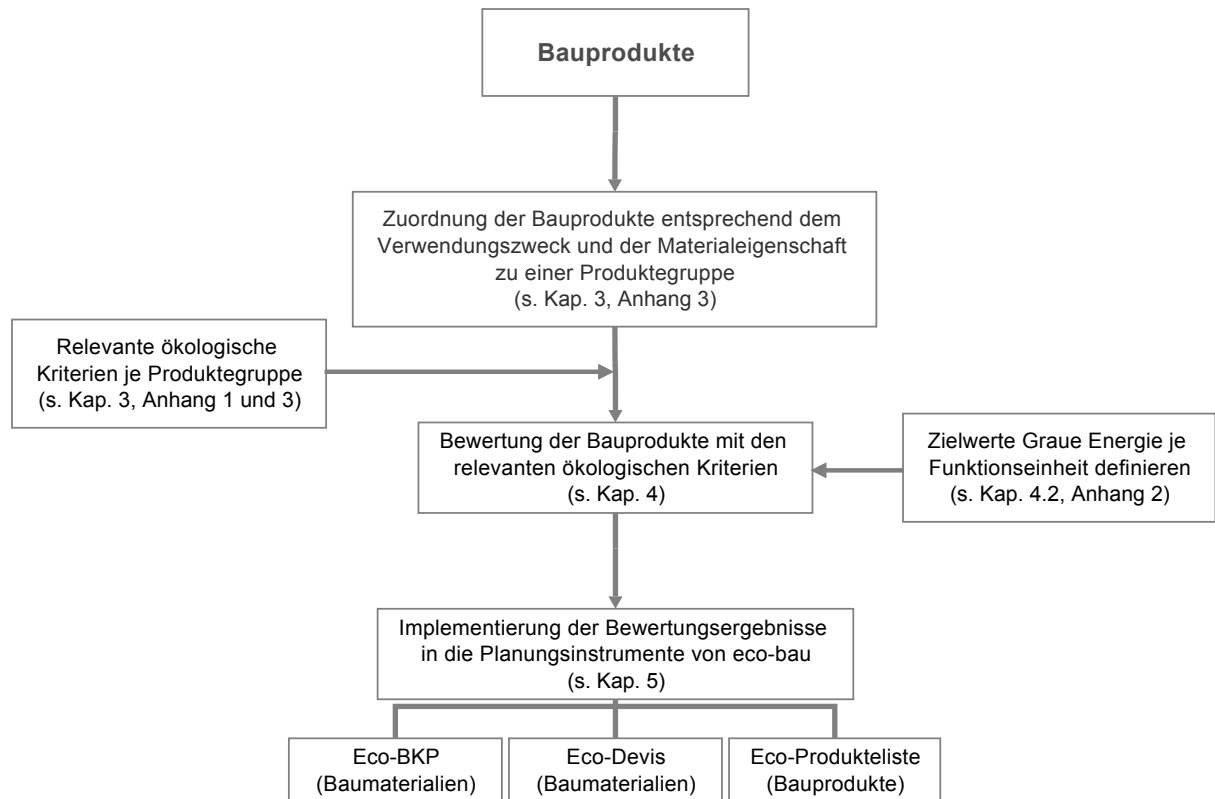 Bauprodukte
Zuordnung der Bauprodukte entsprechend dem
Verwendungszweck und der Materialeigenschaft
zu einer Produktegruppe
(s. Kap. 3, Anhang 3)
Relevante ökologische
Kriterien je Produktegruppe
(s. Kap. 3, Anhang 1 und 3)
Bewertung der Bauprodukte mit den
relevanten ökologischen Kriterien
(s. Kap. 4)
Zielwerte Graue Energie je
Funktionseinheit definieren
(s. Kap. 4.2, Anhang 2)
Implementierung der Bewertungsergebnisse
in die Planungsinstrumente von eco-bau
(s. Kap. 5)
Eco-BKP
(Baumaterialien)
Eco-Devis
(Baumaterialien)
Eco-Produkteliste
(Bauprodukte)